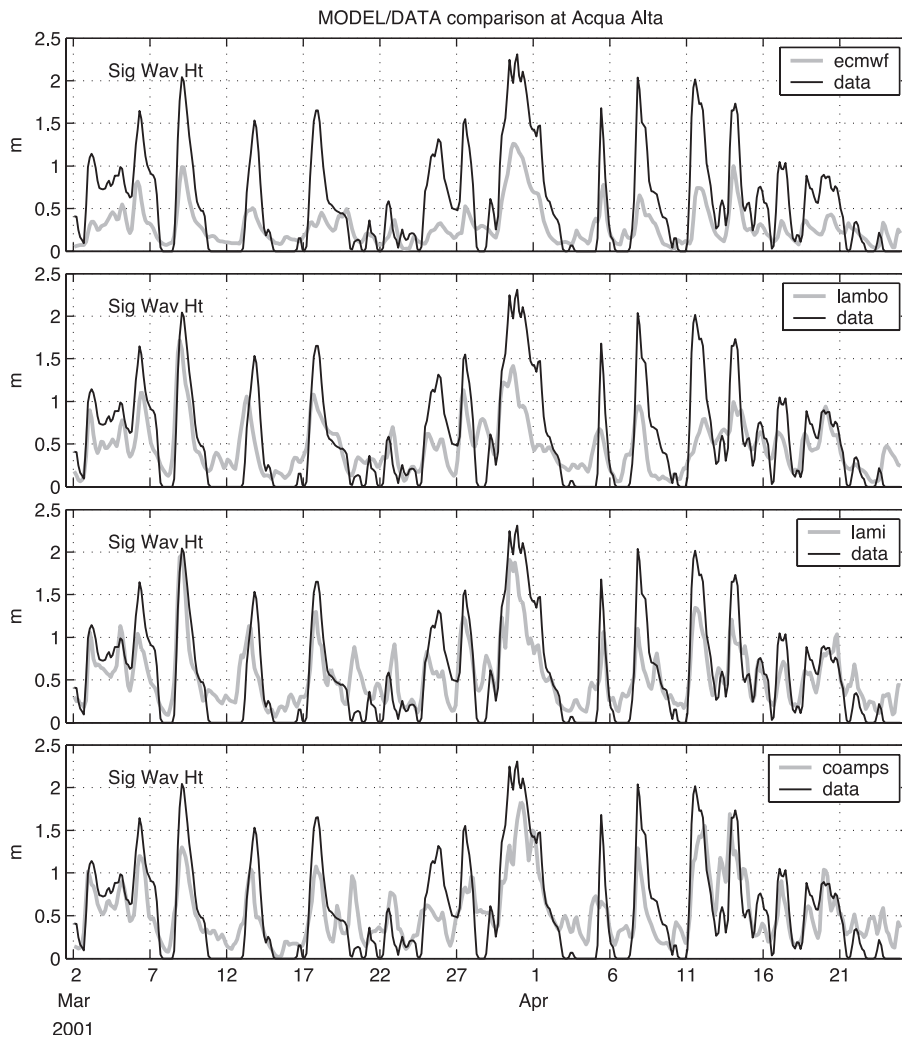 MODEL/DATA comparison at Acqua Alta
2.5
2
1.5
1
0.5
0
m
Sig Wav Ht
ecmwf
data
2.5
2
1.5
1
0.5
0
m
Sig Wav Ht
lambo
data
2.5
2
1.5
1
0.5
0
m
Sig Wav Ht
lami
data
2.5
2
1.5
1
0.5
0
m
Sig Wav Ht
coamps
data
2 7 12 17 22 27 1 6 11 16 21
Mar Apr
2001